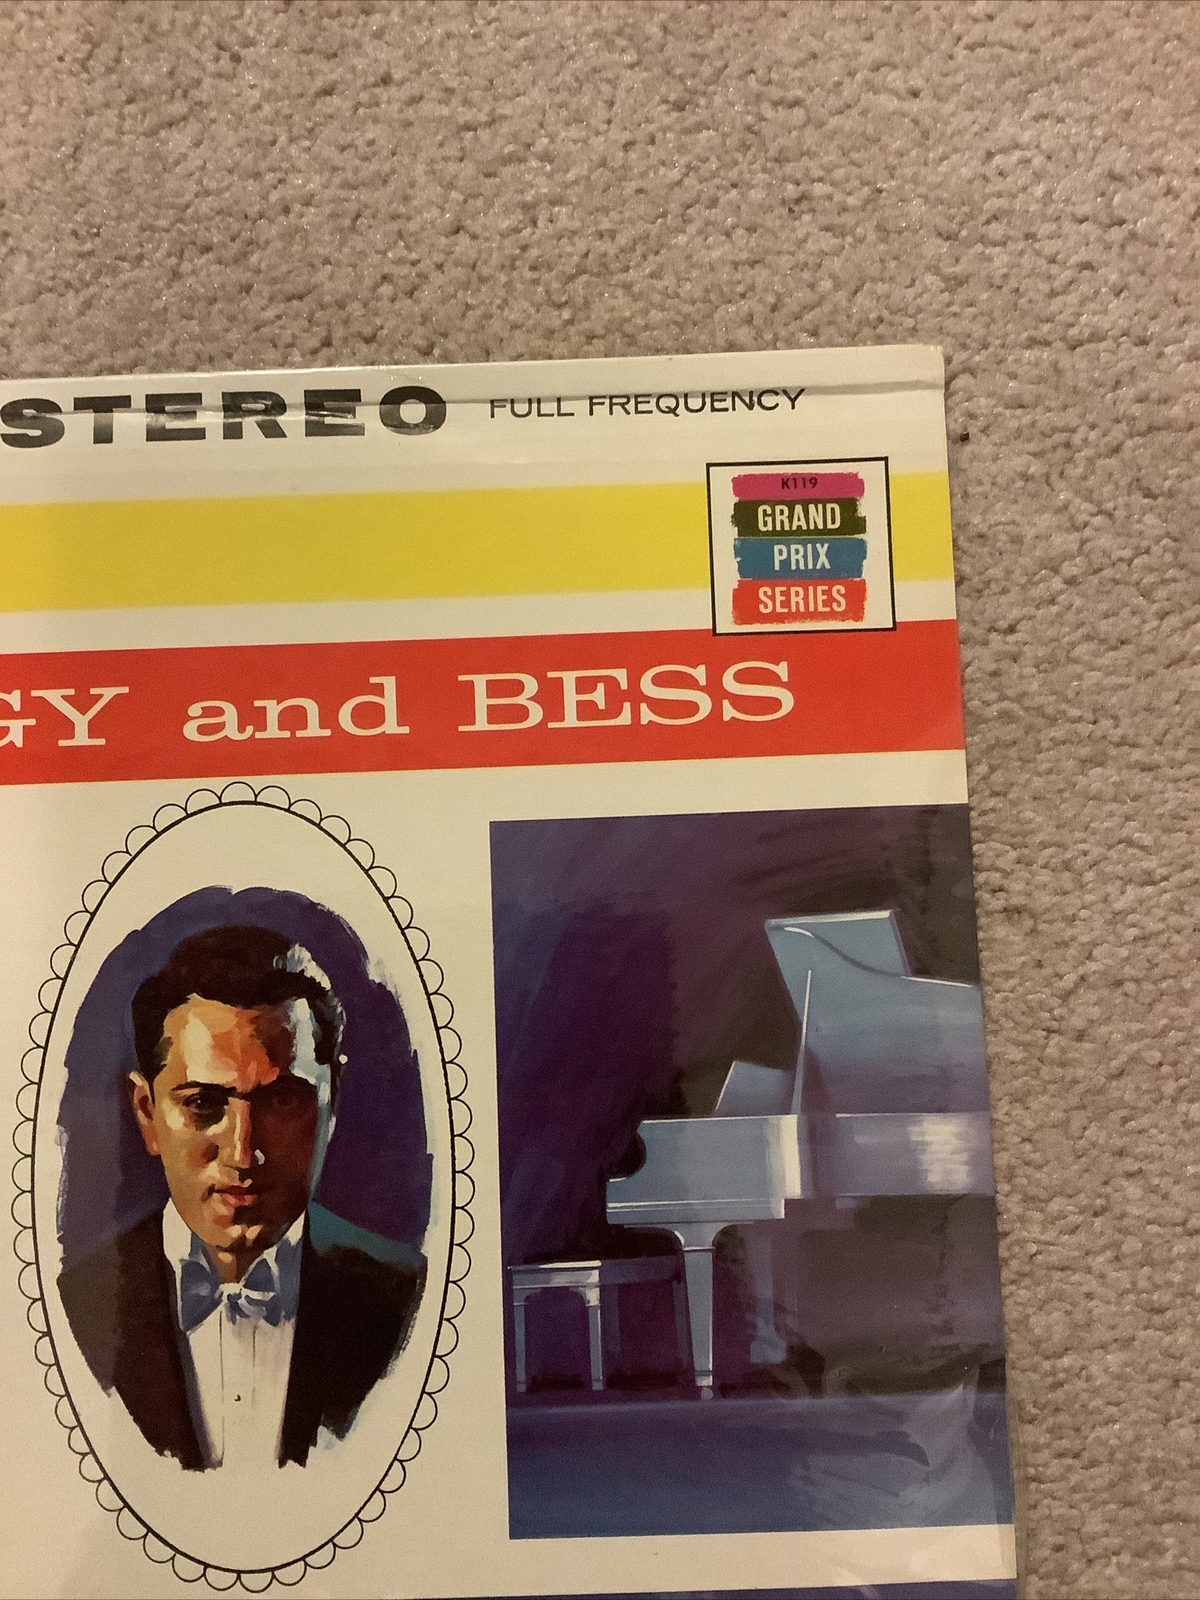 STEREO FULL FREQUENCY
K119
GRAND
PRIX
SERIES
GY and BESS